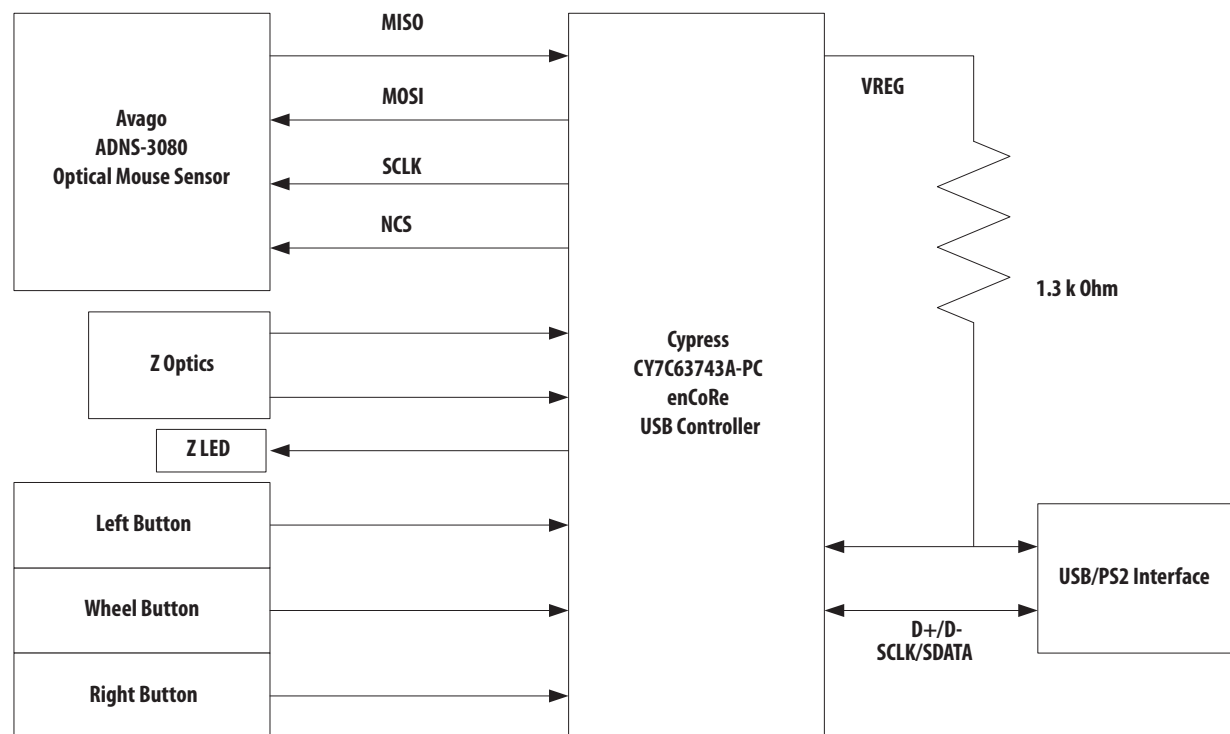 MISO
MOSI
SCLK
NCS
Avago
ADNS-3080
Optical Mouse Sensor
Z Optics
Z LED
Left Button
Wheel Button
Right Button
Cypress
CY7C63743A-PC
enCoRe
USB Controller
VREG
1.3 k Ohm
USB/PS2 Interface
D+/D-
SCLK/SDATA